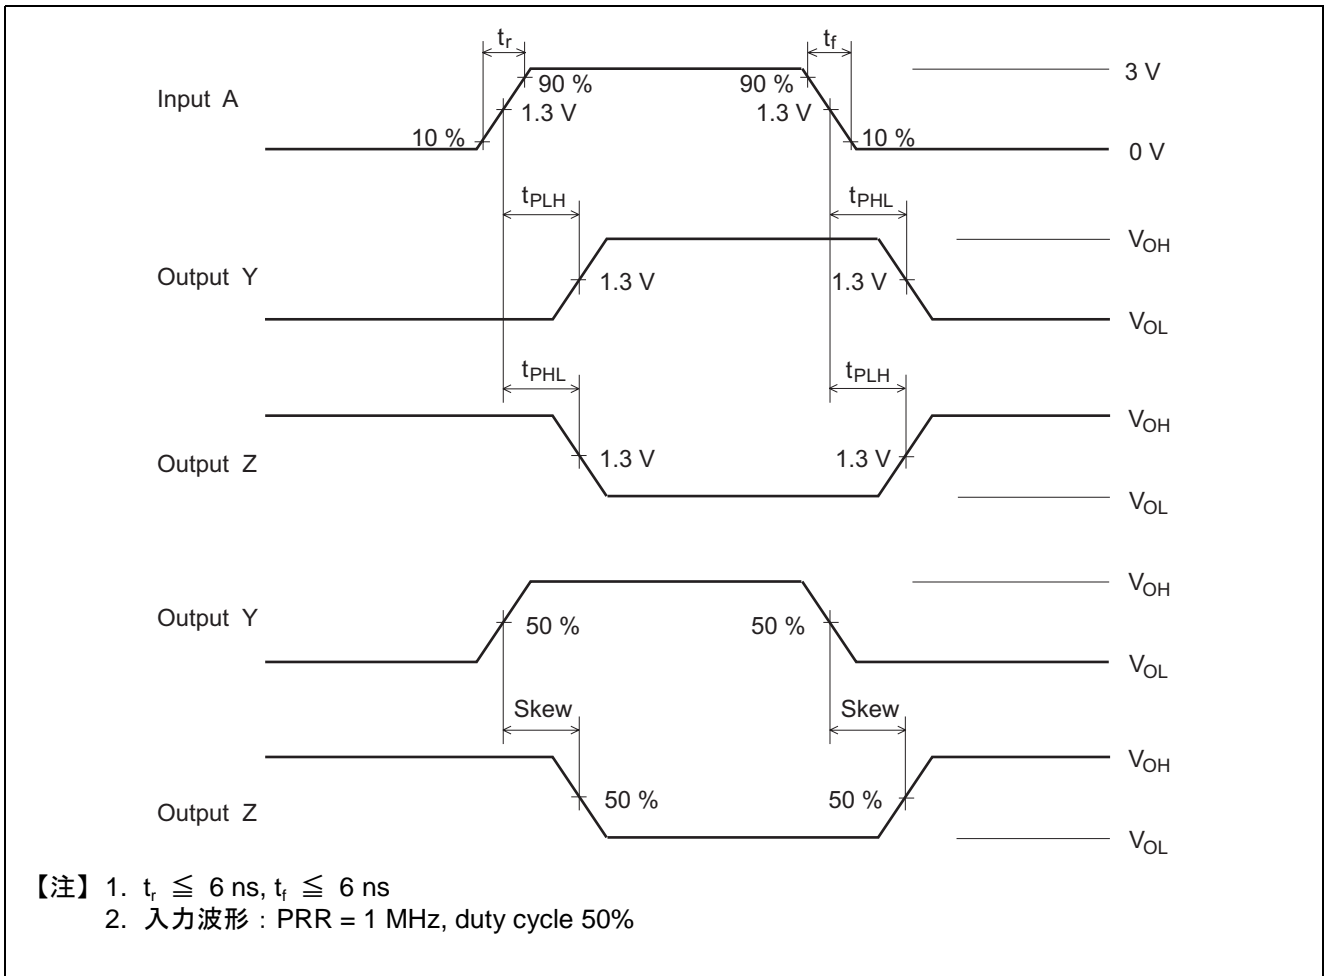 tr tf
90 % 90 % 3 V
Input A 1.3 V 1.3 V
10 % 10 % 0 V
tPLH tPHL
VOH
Output Y 1.3 V 1.3 V
VOL
tPHL tPLH
VOH
Output Z 1.3 V 1.3 V
VOL
VOH
Output Y 50 % 50 %
VOL
Skew Skew
VOH
Output Z 50 % 50 %
VOL
【注】 1. tr ≦ 6 ns, tf ≦ 6 ns
2. 入力波形 : PRR = 1 MHz, duty cycle 50%